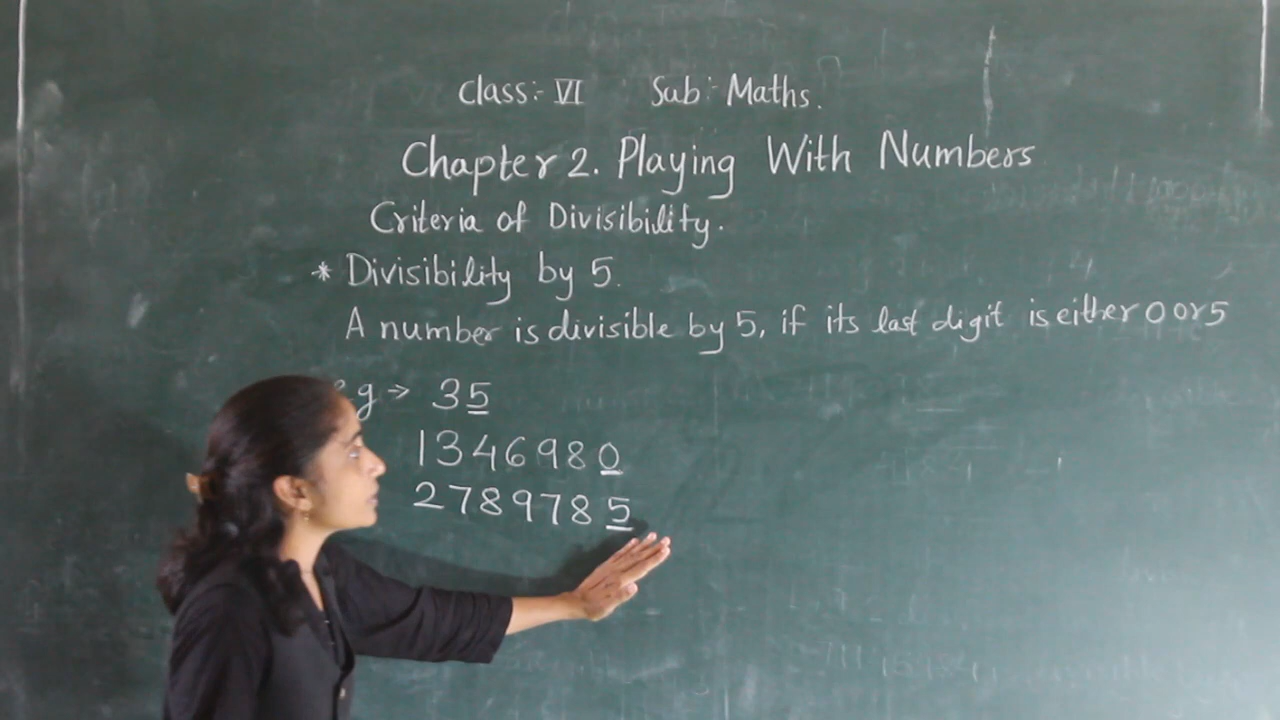 Class:- VI Sub:- Maths.
Chapter 2. Playing With Numbers
Criteria of Divisibility.
* Divisibility by 5.
A number is divisible by 5, if its last digit is either 0 or 5
eg → 35
1346980
2789785